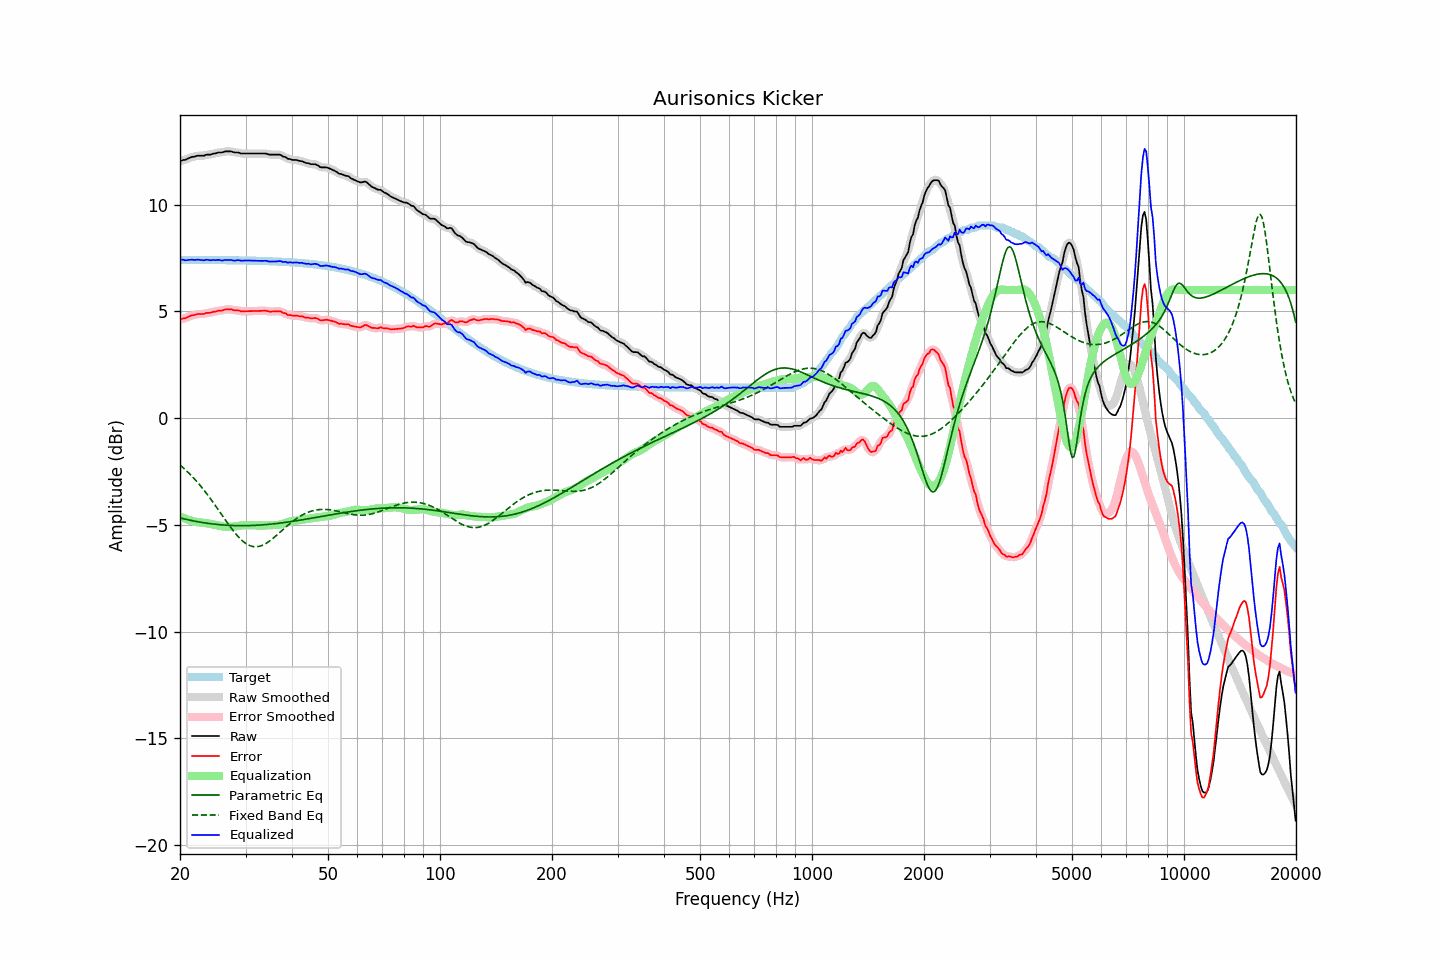 Aurisonics Kicker
Amplitude (dBr)
10
5
0
−5
−10
−15
−20
Target
Raw Smoothed
Error Smoothed
Raw
Error
Equalization
Parametric Eq
Fixed Band Eq
Equalized
20 50 100 200 500 1000 2000 5000 10000 20000
Frequency (Hz)